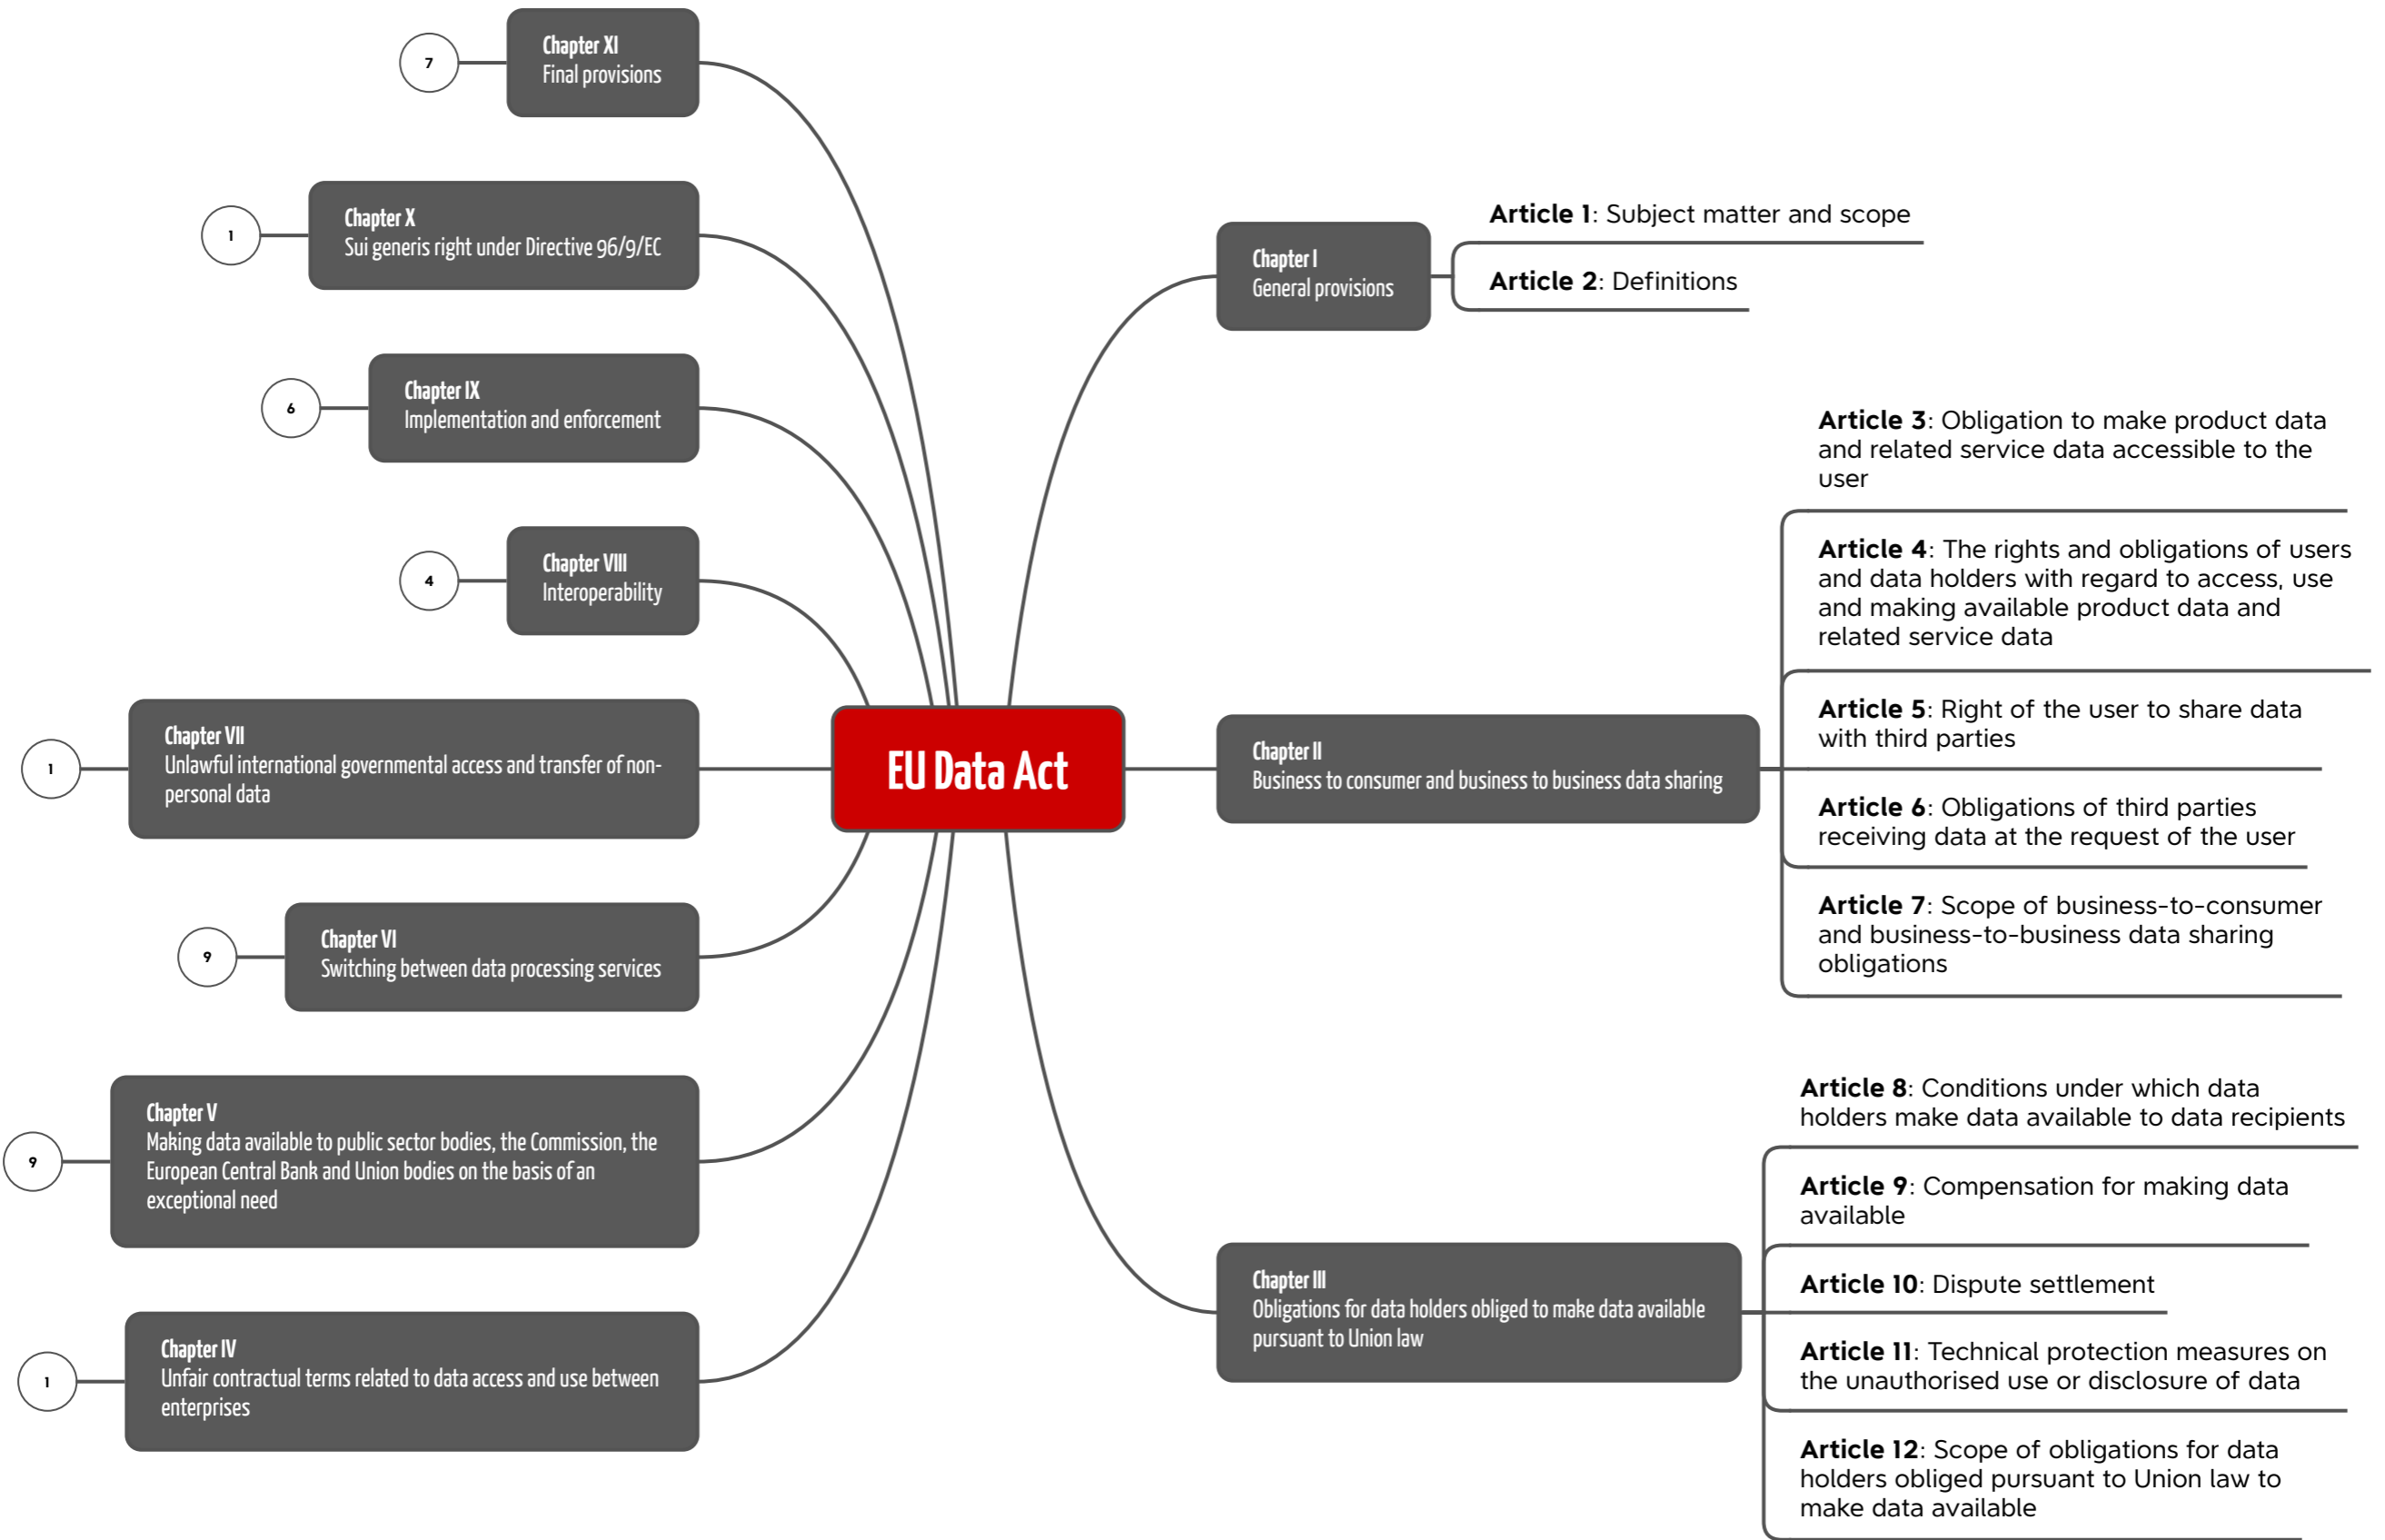 EU Data Act
Chapter I
General provisions
Article 1: Subject matter and scope
Article 2: Definitions
Chapter II
Business to consumer and business to business data sharing
Article 3: Obligation to make product data
and related service data accessible to the
user
Article 4: The rights and obligations of users
and data holders with regard to access, use
and making available product data and
related service data
Article 5: Right of the user to share data
with third parties
Article 6: Obligations of third parties
receiving data at the request of the user
Article 7: Scope of business-to-consumer
and business-to-business data sharing
obligations
Chapter III
Obligations for data holders obliged to make data available
pursuant to Union law
Article 8: Conditions under which data
holders make data available to data recipients
Article 9: Compensation for making data
available
Article 10: Dispute settlement
Article 11: Technical protection measures on
the unauthorised use or disclosure of data
Article 12: Scope of obligations for data
holders obliged pursuant to Union law to
make data available
Chapter IV
Unfair contractual terms related to data access and use between
enterprises
1
Chapter V
Making data available to public sector bodies, the Commission, the
European Central Bank and Union bodies on the basis of an
exceptional need
9
Chapter VI
Switching between data processing services
9
Chapter VII
Unlawful international governmental access and transfer of non-
personal data
1
Chapter VIII
Interoperability
4
Chapter IX
Implementation and enforcement
6
Chapter X
Sui generis right under Directive 96/9/EC
1
Chapter XI
Final provisions
7